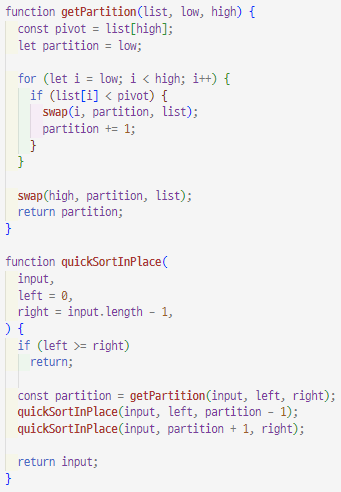 function getPartition(list, low, high) {
  const pivot = list[high];
  let partition = low;

  for (let i = low; i < high; i++) {
    if (list[i] < pivot) {
      swap(i, partition, list);
      partition += 1;
    }
  }

  swap(high, partition, list);
  return partition;
}

function quickSortInPlace(
  input,
  left = 0,
  right = input.length - 1,
) {
  if (left >= right)
    return;

  const partition = getPartition(input, left, right);
  quickSortInPlace(input, left, partition - 1);
  quickSortInPlace(input, partition + 1, right);

  return input;
}